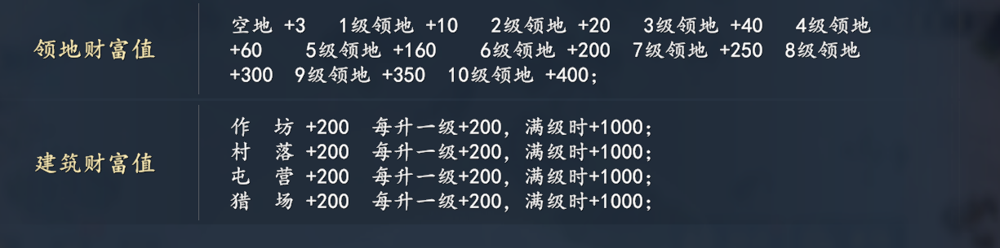 领地财富值
空地 +3 1级领地 +10 2级领地 +20 3级领地 +40 4级领地
+60 5级领地 +160 6级领地 +200 7级领地 +250 8级领地
+300 9级领地 +350 10级领地 +400；
建筑财富值
作 坊 +200 每升一级+200，满级时+1000；
村 落 +200 每升一级+200，满级时+1000；
屯 营 +200 每升一级+200，满级时+1000；
猎 场 +200 每升一级+200，满级时+1000；